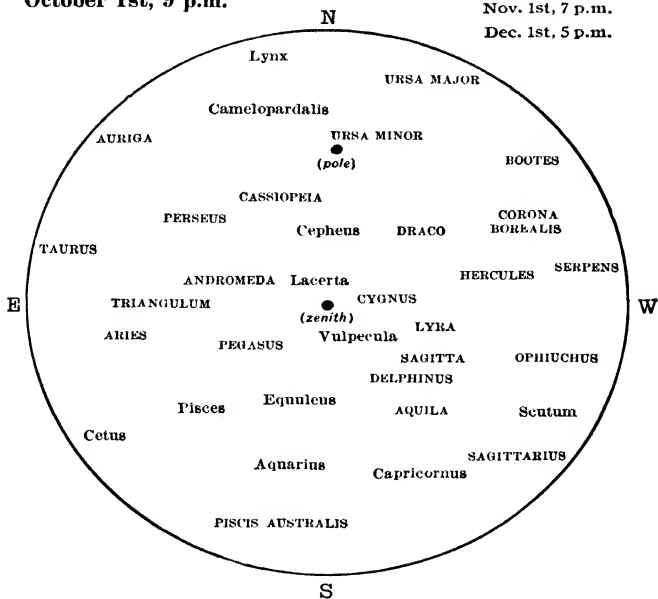 October 1st, 9 p.m.
Nov. 1st, 7 p.m.
Dec. 1st, 5 p.m.
N
Lynx
URSA MAJOR
Camelopardalis
AURIGA
URSA MINOR
(pole)
BOOTES
CASSIOPEIA
PERSEUS
CORONA
BOREALIS
Cepheus
DRACO
TAURUS
SERPENS
HERCULES
ANDROMEDA
Lacerta
E
TRIANGULUM
CYGNUS
W
(zenith)
ARIES
LYRA
Vulpecula
PEGASUS
SAGITTA
OPHIUCHUS
DELPHINUS
Pisces
Equuleus
AQUILA
Scutum
Cetus
SAGITTARIUS
Aquarius
Capricornus
PISCIS AUSTRALIS
S